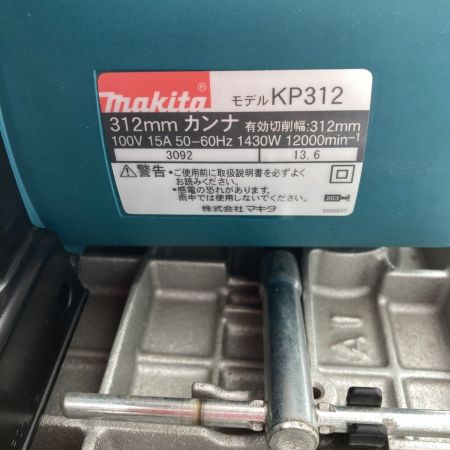 makita® モデル KP312
312mm カンナ 有効切削幅:312mm
100V 15A 50-60Hz 1430W 12000min⁻¹
3092 13.6
⚠警告 •ご使用前に取扱説明書を必ずよく
お読みください。
•感電の恐れがあります。
雨中では使用しないでください。
株式会社マキタ
AI